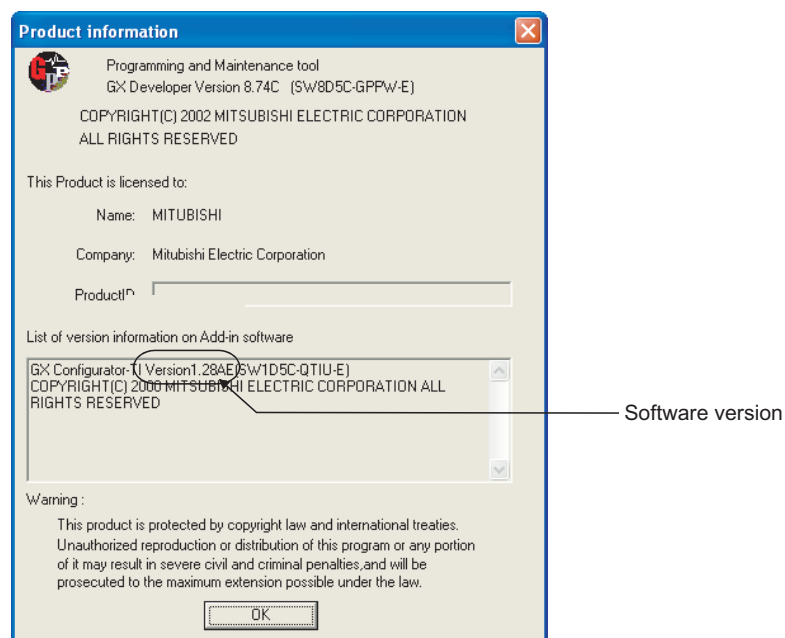 Product information
Programming and Maintenance tool
GX Developer Version 8.74C (SW8D5C-GPPW-E)
COPYRIGHT(C) 2002 MITSUBISHI ELECTRIC CORPORATION
ALL RIGHTS RESERVED
This Product is licensed to:
Name: MITUBISHI
Company: Mitubishi Electric Corporation
ProductID
List of version information on Add-in software
GX Configurator-TI Version1.28AE(SW1D5C-QTIU-E)
COPYRIGHT(C) 2000 MITSUBISHI ELECTRIC CORPORATION ALL
RIGHTS RESERVED
Software version
Warning :
This product is protected by copyright law and international treaties.
Unauthorized reproduction or distribution of this program or any portion
of it may result in severe civil and criminal penalties,and will be
prosecuted to the maximum extension possible under the law.
OK